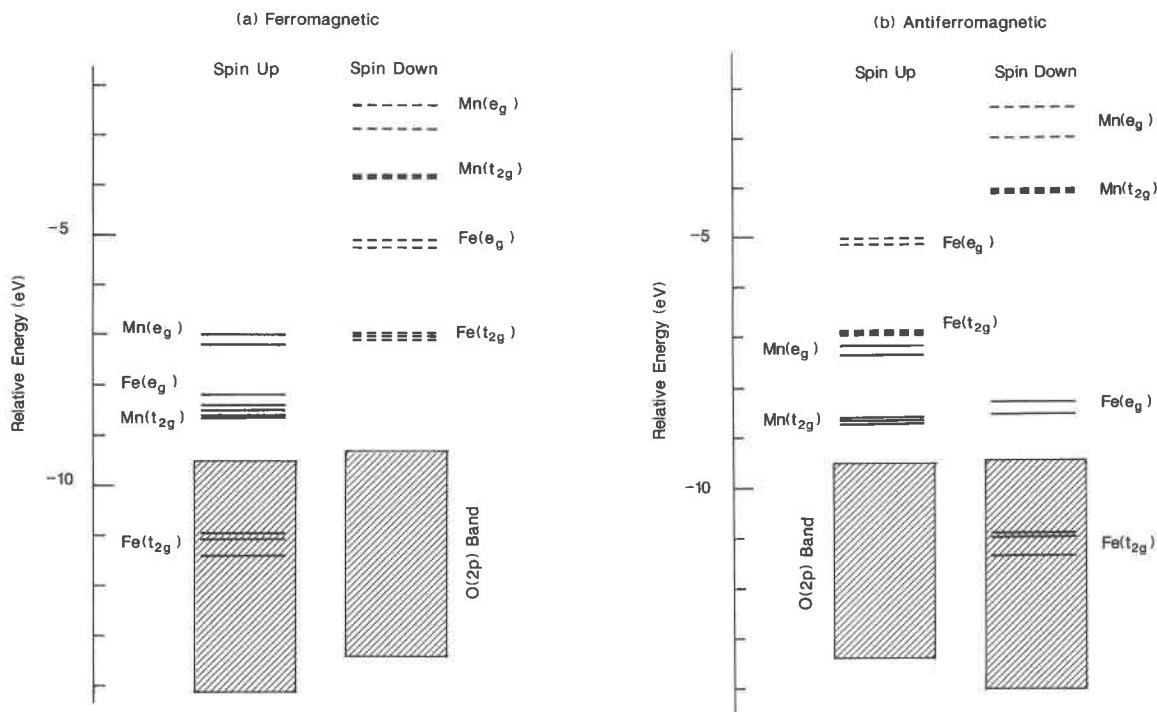 (a) Ferromagnetic
Spin Up
Spin Down
Mn(eg)
Mn(t2g)
Fe(eg)
Fe(t2g)
Mn(eg)
Fe(eg)
Mn(t2g)
Fe(t2g)
-5
-10
Relative Energy (eV)
O(2p) Band
(b) Antiferromagnetic
Spin Up
Spin Down
Mn(eg)
Mn(t2g)
Fe(eg)
Fe(t2g)
Mn(eg)
Mn(t2g)
Fe(eg)
Fe(t2g)
-5
-10
Relative Energy (eV)
O(2p) Band